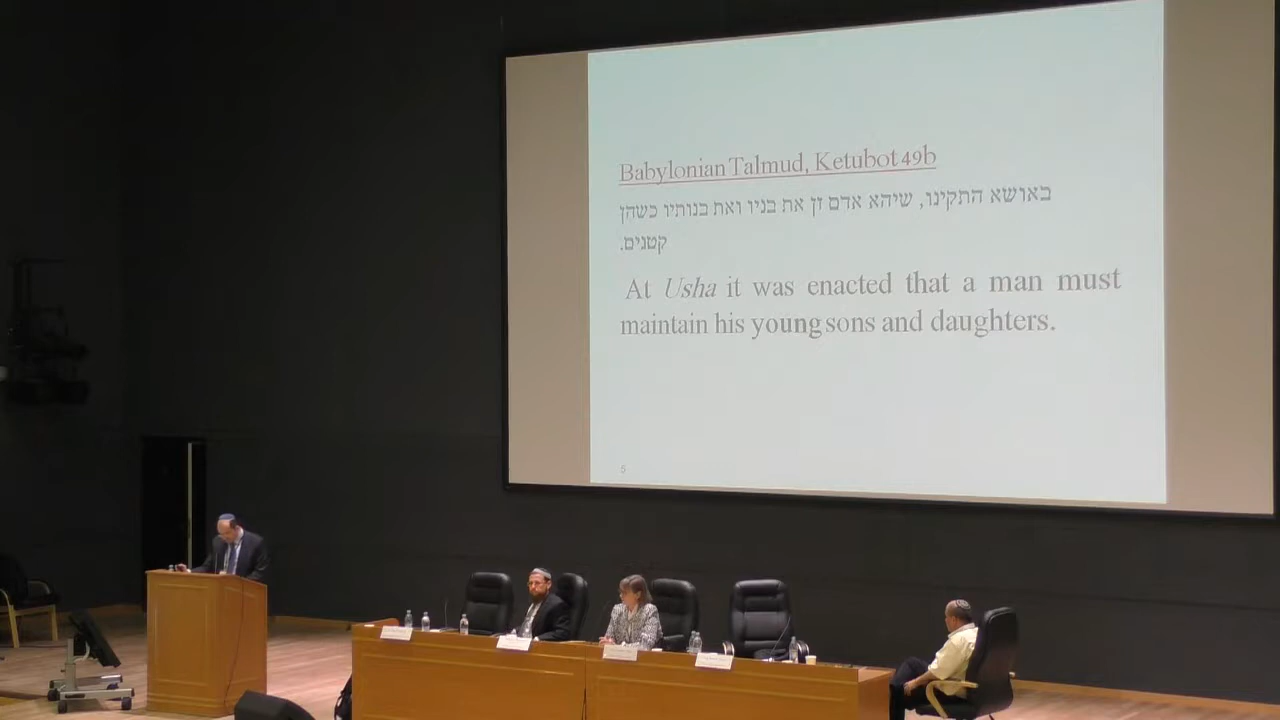 Babylonian Talmud, Ketubot 49b
באושא התקינו, שיהא אדם זן את בניו ואת בנותיו כשהן
קטנים.
At Usha it was enacted that a man must
maintain his young sons and daughters.
5